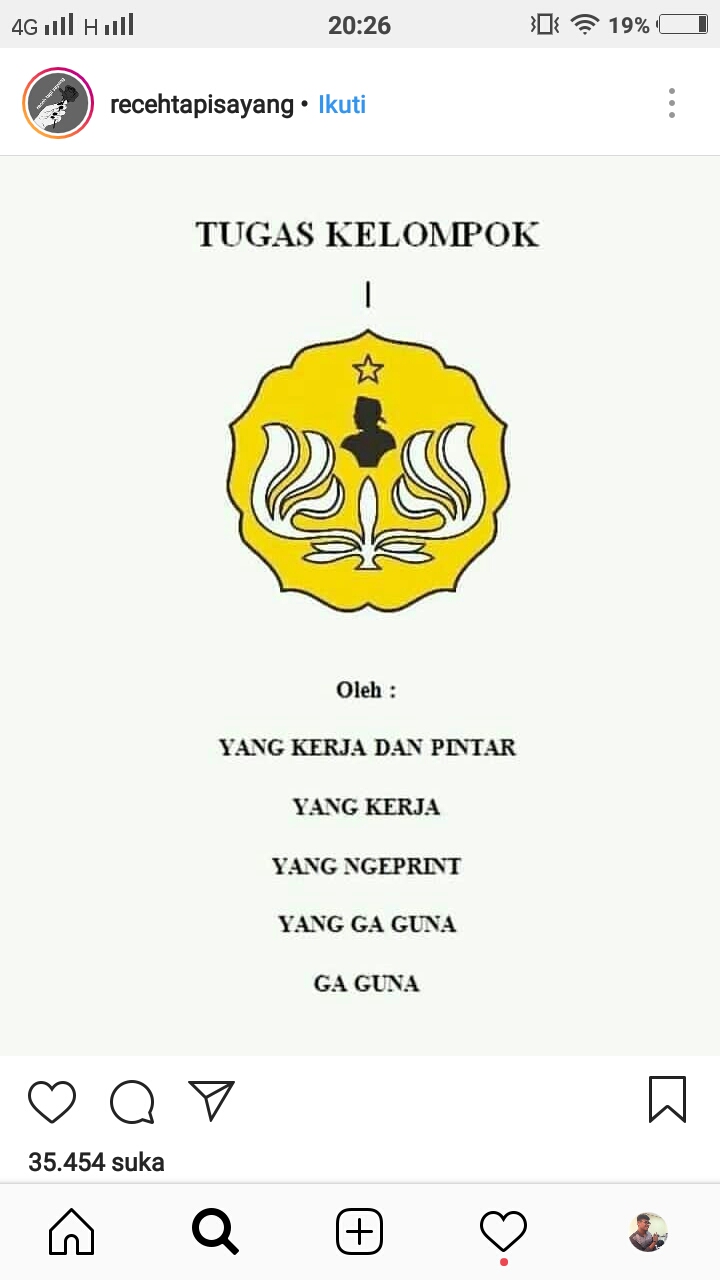 4G H 20:26 19%
recehtapisayang • Ikuti
TUGAS KELOMPOK
I
Oleh :
YANG KERJA DAN PINTAR
YANG KERJA
YANG NGEPRINT
YANG GA GUNA
GA GUNA
35.454 suka